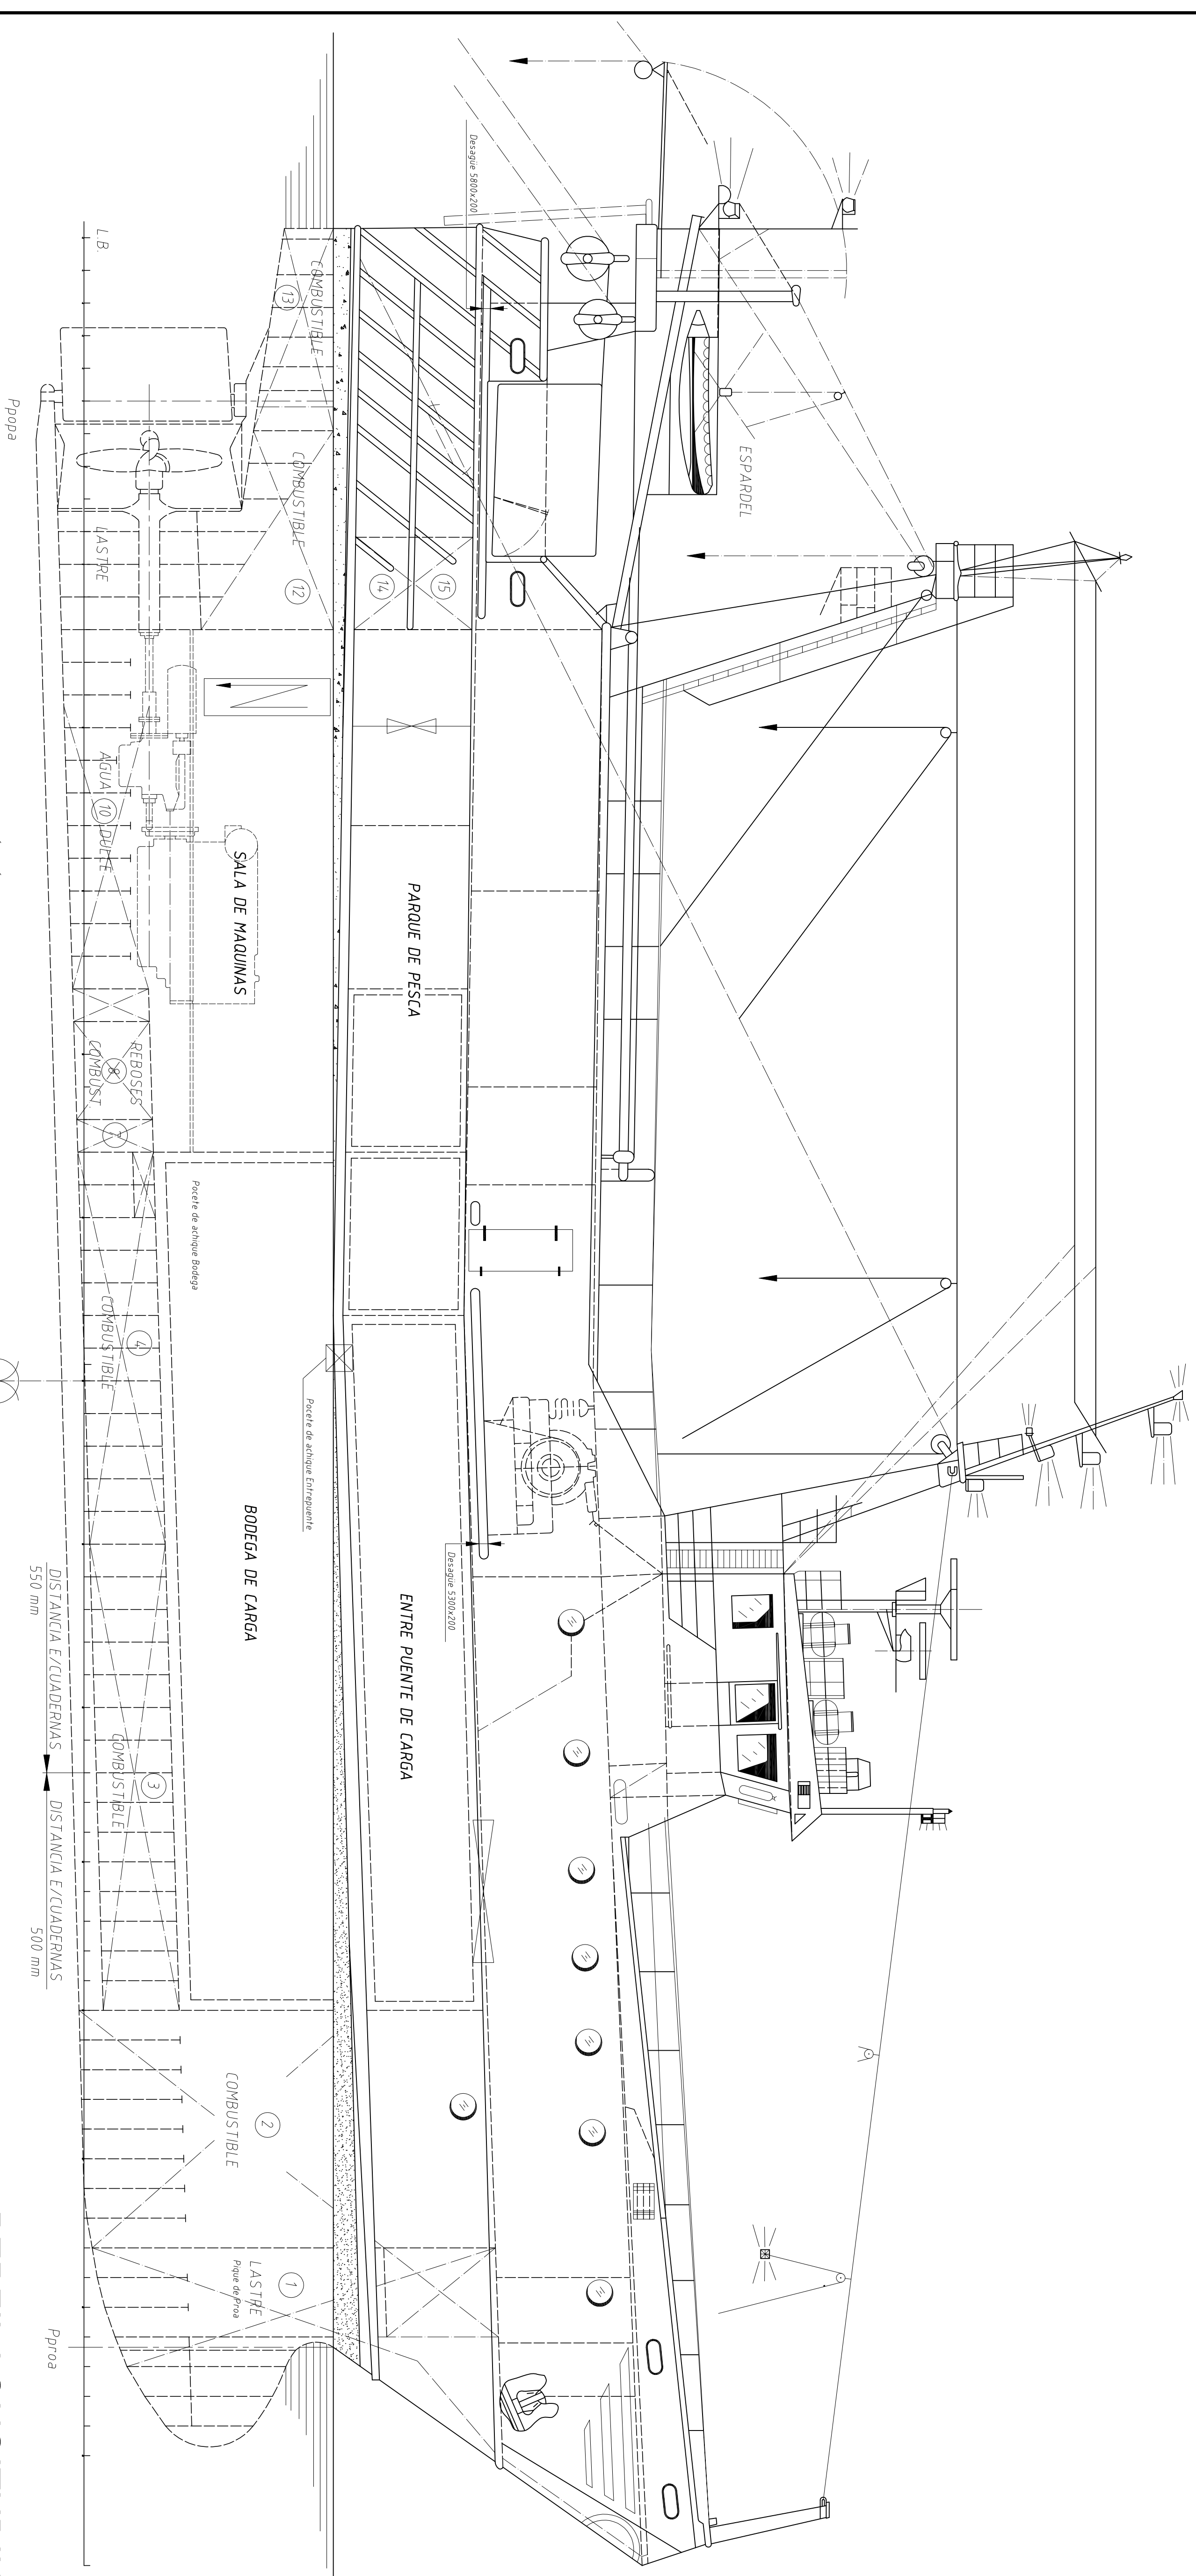 Desagüe 5800x200
ESPARDEL
L.B.
COMBUSTIBLE
13
Ppopa
COMBUSTIBLE
12
LASTRE
14
15
AGUA 10 DULCE
SALA DE MAQUINAS
PARQUE DE PESCA
REBOSES
8
COMBUST.
7
Pocete de achique Bodega
4
COMBUSTIBLE
Pocete de achique Entrepuente
BODEGA DE CARGA
Desagüe 5300x200
ENTRE PUENTE DE CARGA
DISTANCIA E/CUADERNAS
550 mm
DISTANCIA E/CUADERNAS
500 mm
3
COMBUSTIBLE
2
COMBUSTIBLE
1
LASTRE
Pique de Proa
Pproa